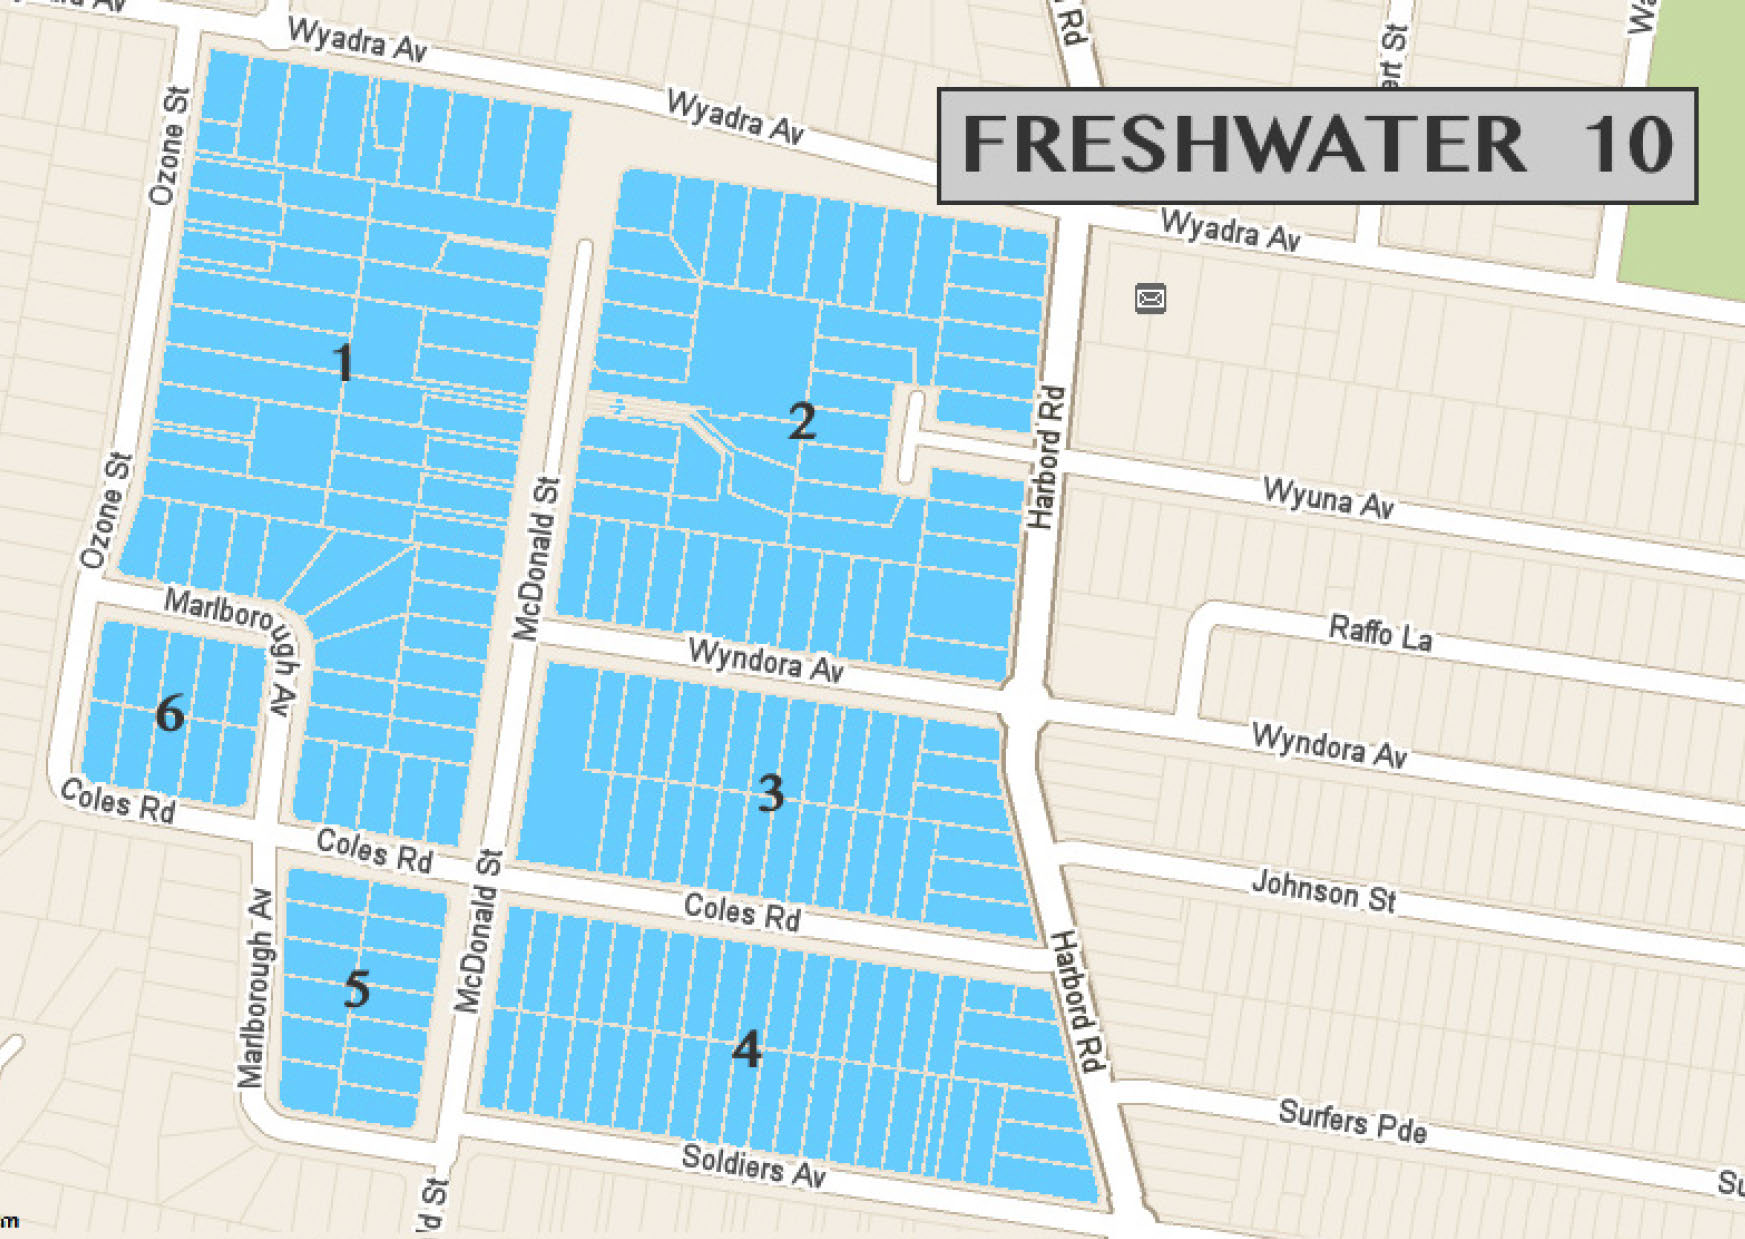 Wyadra Av
Rd
Wyadra Av
FRESHWATER 10
Ozone St
Wyadra Av
1
2
Harbord Rd
Wyuna Av
Ozone St
McDonald St
Marlborough Av
Raffo La
Wyndora Av
6
Wyndora Av
3
Coles Rd
Coles Rd
McDonald St
Johnson St
Coles Rd
Marlborough Av
5
Harbord Rd
4
Surfers Pde
Soldiers Av
St